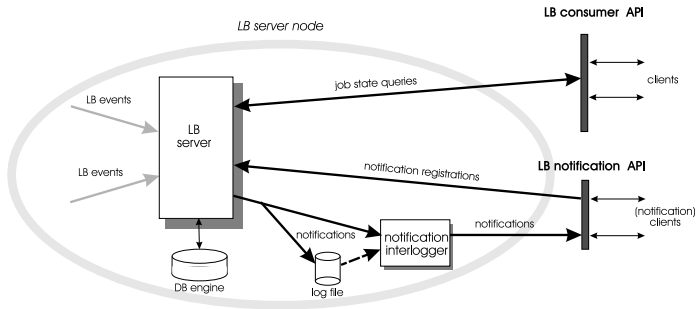 LB consumer API
LB server node
job state queries
clients
LB events
LB
server
LB events
notification registrations
LB notification API
(notification)
clients
notifications
notification
interlogger
notifications
DB engine
log file